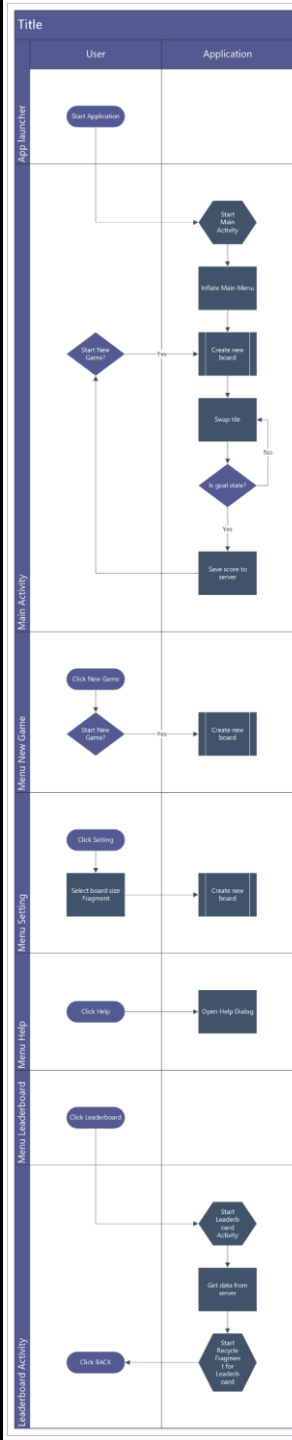 Title
User
Application
App launcher
Start Application
Main Activity
Start
Main
Activity
Inflate Main Menu
Start New
Game?
Yes
Create new
board
Swap tile
No
Is goal state?
Yes
Save score to
server
Menu New Game
Click New Game
Start New
Game?
Yes
Create new
board
Menu Setting
Click Setting
Select board size
Fragment
Create new
board
Menu Help
Click Help
Open Help Dialog
Menu Leaderboard
Click Leaderboard
Leaderboard Activity
Start
Leaderb
oard
Activity
Get data from
server
Click BACK
Start
Recycle
Fragmen
t for
Leaderb
oard